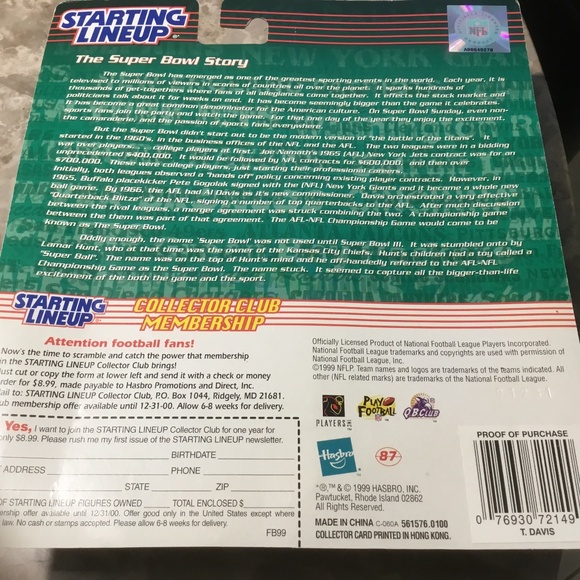 STARTING
LINEUP
NFL
The Super Bowl Story
The Super Bowl has emerged as one of the greatest sporting events in the world. Each year, it is
televised to millions of viewers in scores of countries all over the planet. It sparks hundreds of
thousands of get-togethers where fans of all allegiances come together. It effects the stock market and
politicians talk about it for weeks on end. It has become seemingly bigger than the game it celebrates.
It has become a great common denominator for the American culture. On Super Bowl Sunday, even non-
sports fans join the party and watch the game. For that one day of the year they enjoy the excitement,
the camaraderie, and the passion of sports fans everywhere.
But the Super Bowl didn't start out to be the modern version of "the battle of the titans". It
started in the 1960's, in the business offices of the NFL and the AFL. The two leagues were in a bidding
war over players... college players at first. Joe Namath's 1965 (AFL) New York Jets contract was for an
unprecedented $400,000. It would be followed by NFL contracts for $600,000, and then over
$700,000. These were college players, just starting their professional careers.
Initially, both leagues observed a "hands off" policy concerning existing player contracts. However, in
1965, Buffalo placekicker Pete Gogolak signed with the (NFL) New York Giants and it became a whole new
ball game. By 1966, the AFL had Al Davis as it's new commissioner. Davis orchestrated a very effective
'Quarterback Blitze' of the NFL, signing a number of top quarterbacks to the AFL. After much discussion
between the rival leagues, a merger agreement was struck combining the two. A championship game
between the them was part of that agreement. The AFL-NFL Championship Game would come to be
known as The Super Bowl.
Oddly enough, the name 'Super Bowl' was not used until Super Bowl III. It was stumbled onto by
Lamar Hunt, who at that time was the owner of the Kansas City Chiefs. Hunt's children had a toy called a
"Super Ball". The name was on the top of Hunt's mind and he off-handedly referred to the AFL-NFL
Championship Game as the Super Bowl. The name stuck. It seemed to capture all the bigger-than-life
excitement of the both the game and the sport.
STARTING
LINEUP
COLLECTOR CLUB
MEMBERSHIP
Attention football fans!
Now's the time to scramble and catch the power that membership
in the STARTING LINEUP Collector Club brings!
Just cut or copy the form at lower left and send it with a check or money
order for $8.99, made payable to Hasbro Promotions and Direct, Inc.
Mail to: STARTING LINEUP Collector Club, P.O. Box 1044, Ridgely, MD 21681.
Club membership offer available until 12-31-00. Allow 6-8 weeks for delivery.
Yes, I want to join the STARTING LINEUP Collector Club for one year for
only $8.99. Please rush me my first issue of the STARTING LINEUP newsletter.
BIRTHDATE
ADDRESS PHONE
STATE ZIP
OF STARTING LINEUP FIGURES OWNED TOTAL ENCLOSED $
membership offer available until 12/31/00. Offer good only in the United States except where
law. No cash or stamps accepted. Please allow 6-8 weeks for delivery.
FB99
Officially Licensed Product of National Football League Players Incorporated.
National Football League trademarks and copyrights are used with permission of
National Football League, Inc.
©1999 NFLP. Team names and logos are trademarks of the teams indicated. All
other (NFL related) marks are trademarks of the National Football League.
PLAYERS INC
PLAY
FOOTBALL
QB CLUB
Hasbro
87
*®,™ & © 1999 HASBRO, INC.
Pawtucket, Rhode Island 02862
All Rights Reserved.
MADE IN CHINA C-060A 561576.0100
COLLECTOR CARD PRINTED IN HONG KONG.
PROOF OF PURCHASE
0 76930 72149
T. DAVIS